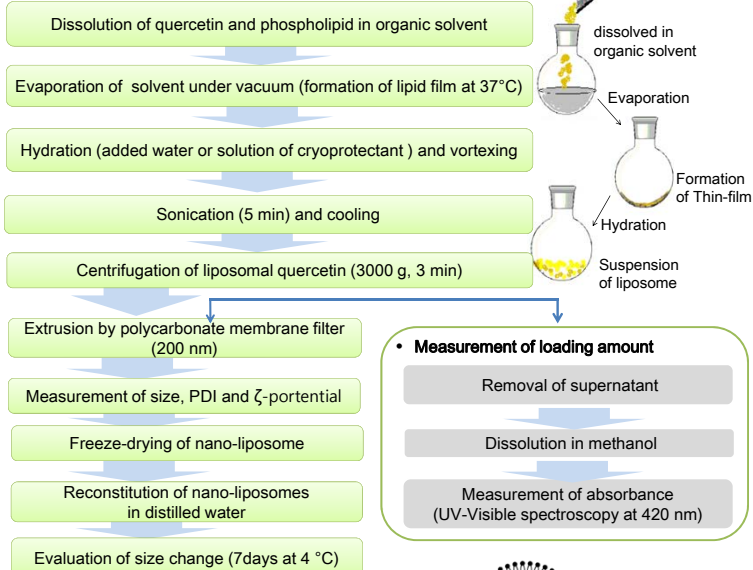 Dissolution of quercetin and phospholipid in organic solvent
Evaporation of solvent under vacuum (formation of lipid film at 37°C)
Hydration (added water or solution of cryoprotectant ) and vortexing
Sonication (5 min) and cooling
Centrifugation of liposomal quercetin (3000 g, 3 min)
dissolved in
organic solvent
Evaporation
Formation
of Thin-film
Hydration
Suspension
of liposome
Extrusion by polycarbonate membrane filter
(200 nm)
Measurement of size, PDI and ζ-portential
Freeze-drying of nano-liposome
Reconstitution of nano-liposomes
in distilled water
Evaluation of size change (7days at 4 °C)
• Measurement of loading amount
Removal of supernatant
Dissolution in methanol
Measurement of absorbance
(UV-Visible spectroscopy at 420 nm)